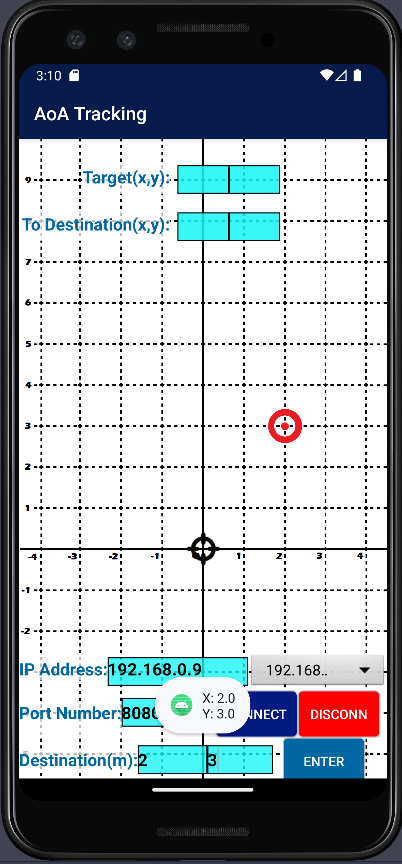 3:10
AoA Tracking
9
Target(x,y):
To Destination(x,y):
7
6
5
4
3
2
1
-4 -3 -2 -1 1 2 3 4
-1
-2
IP Address: 192.168.0.9 192.168..
Port Number: 808 NNECT DISCONN
X: 2.0
Y: 3.0
Destination(m): 2 3 ENTER